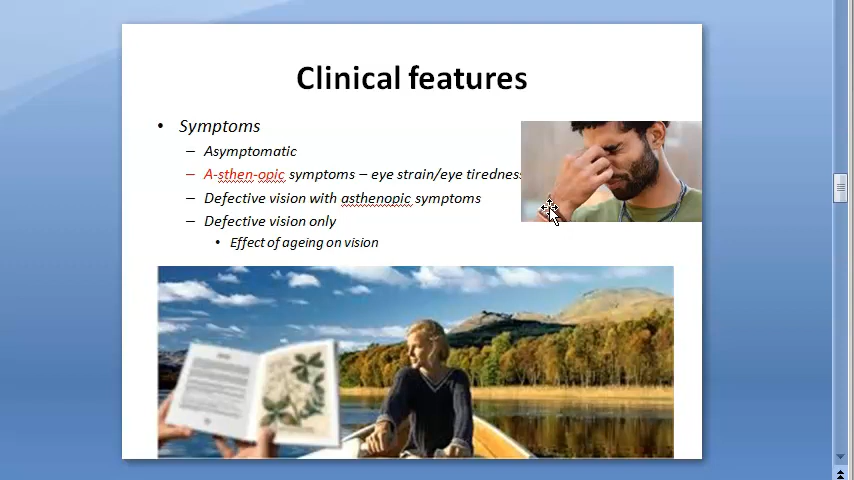 Clinical features
• Symptoms
– Asymptomatic
– A-sthen-opic symptoms – eye strain/eye tiredness
– Defective vision with asthenopic symptoms
– Defective vision only
• Effect of ageing on vision